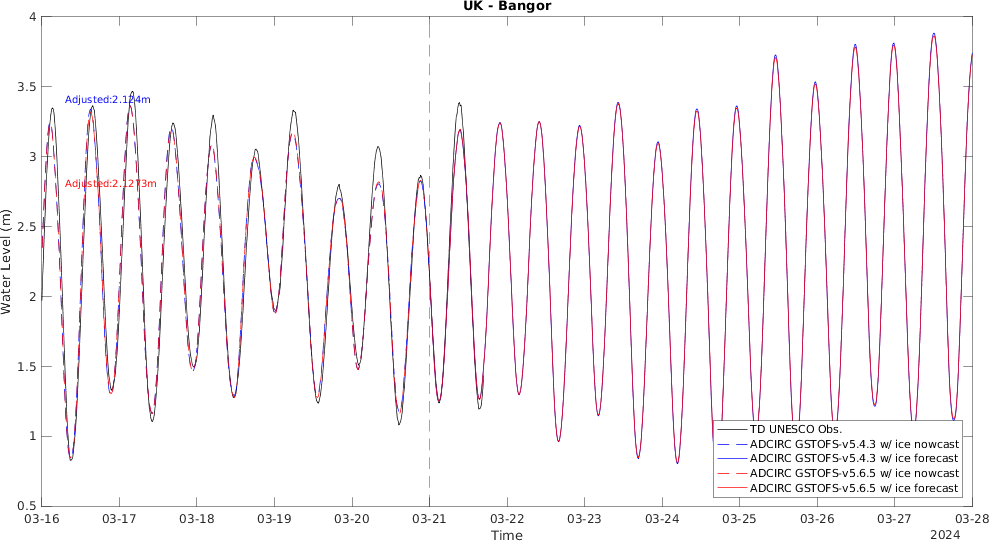 UK - Bangor
4
3.5
3
2.5
2
1.5
1
0.5
Water Level (m)
Adjusted:2.124m
Adjusted:2.1273m
TD UNESCO Obs.
ADCIRC GSTOFS-v5.4.3 w/ ice nowcast
ADCIRC GSTOFS-v5.4.3 w/ ice forecast
ADCIRC GSTOFS-v5.6.5 w/ ice nowcast
ADCIRC GSTOFS-v5.6.5 w/ ice forecast
03-16 03-17 03-18 03-19 03-20 03-21 03-22 03-23 03-24 03-25 03-26 03-27 03-28
Time
2024